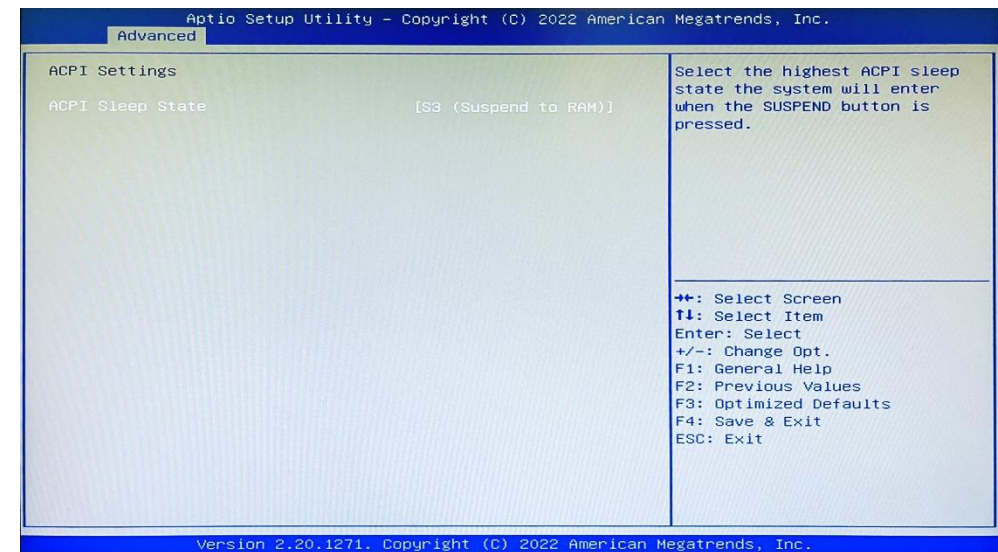 Aptio Setup Utility – Copyright (C) 2022 American Megatrends, Inc.
Advanced
ACPI Settings
ACPI Sleep State [S3 (Suspend to RAM)]
Select the highest ACPI sleep
state the system will enter
when the SUSPEND button is
pressed.
→←: Select Screen
↑↓: Select Item
Enter: Select
+/-: Change Opt.
F1: General Help
F2: Previous Values
F3: Optimized Defaults
F4: Save & Exit
ESC: Exit
Version 2.20.1271. Copyright (C) 2022 American Megatrends, Inc.